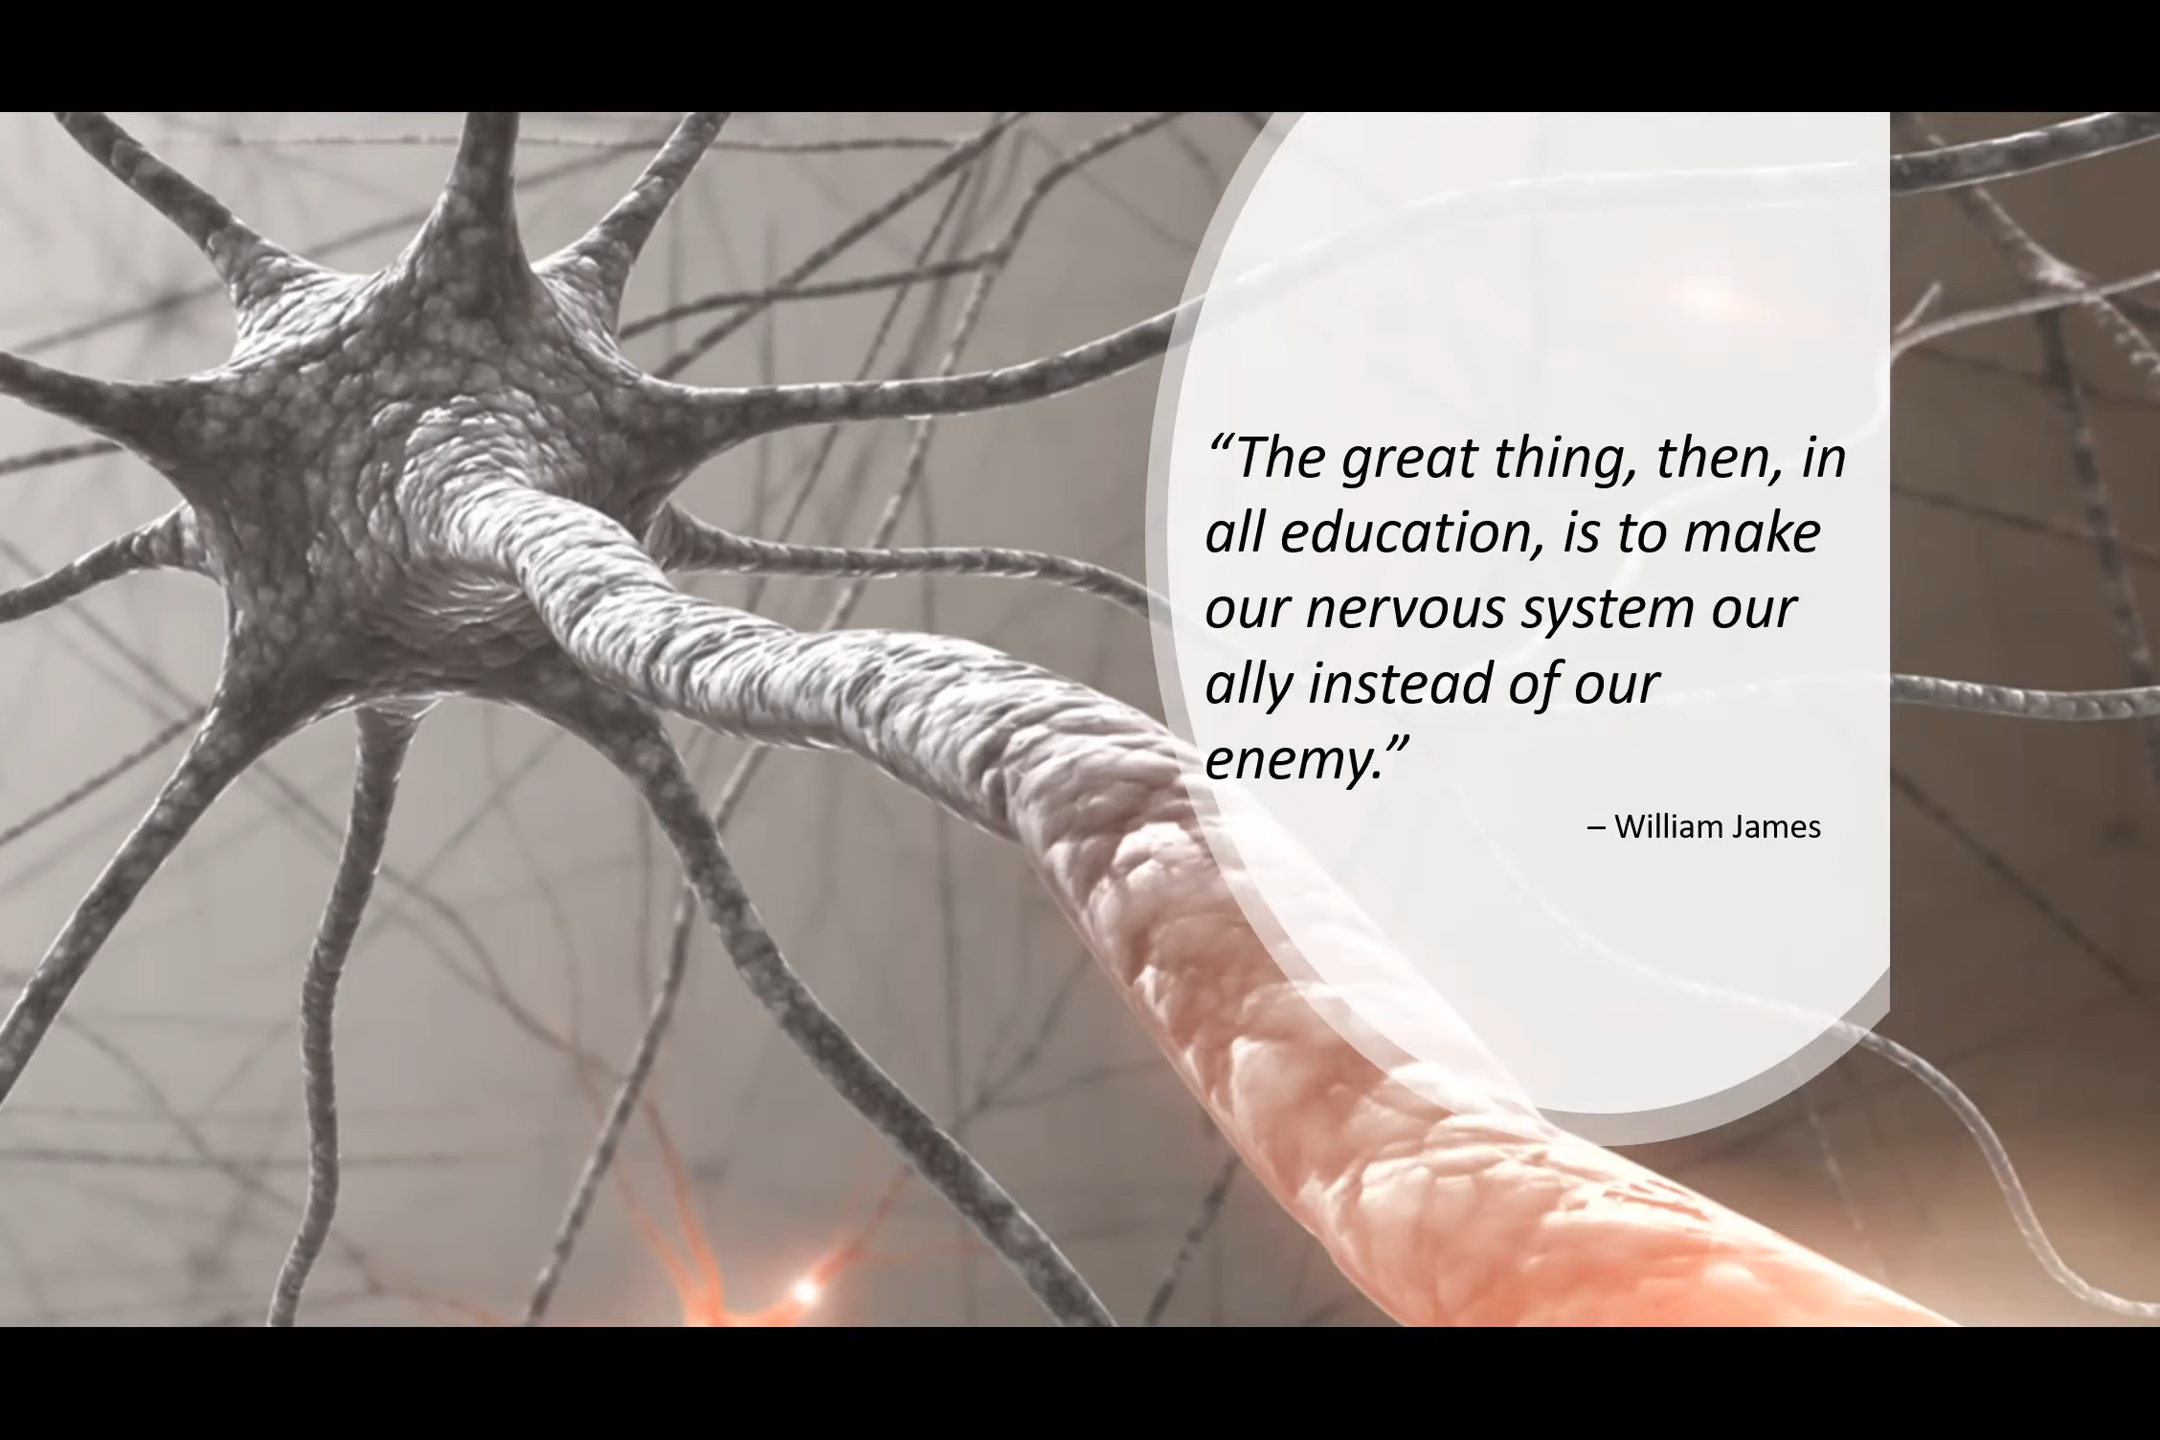 “The great thing, then, in
all education, is to make
our nervous system our
ally instead of our
enemy.”
– William James